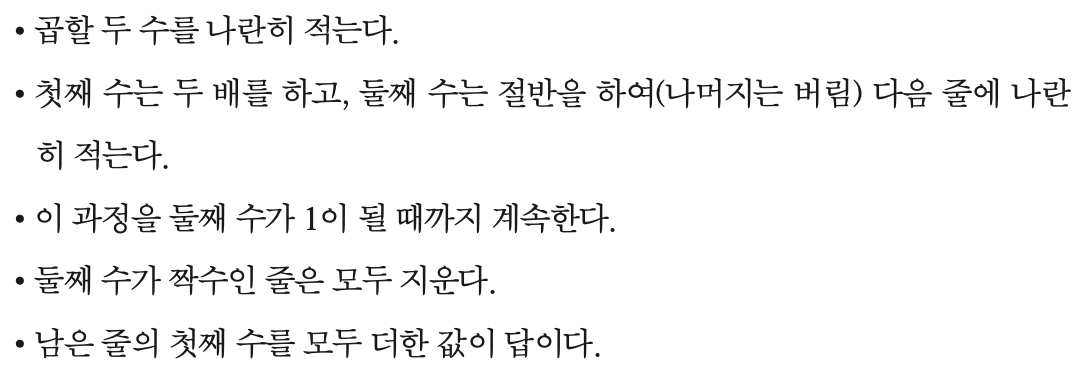 • 곱할 두 수를 나란히 적는다.
• 첫째 수는 두 배를 하고, 둘째 수는 절반을 하여(나머지는 버림) 다음 줄에 나란
히 적는다.
• 이 과정을 둘째 수가 1이 될 때까지 계속한다.
• 둘째 수가 짝수인 줄은 모두 지운다.
• 남은 줄의 첫째 수를 모두 더한 값이 답이다.